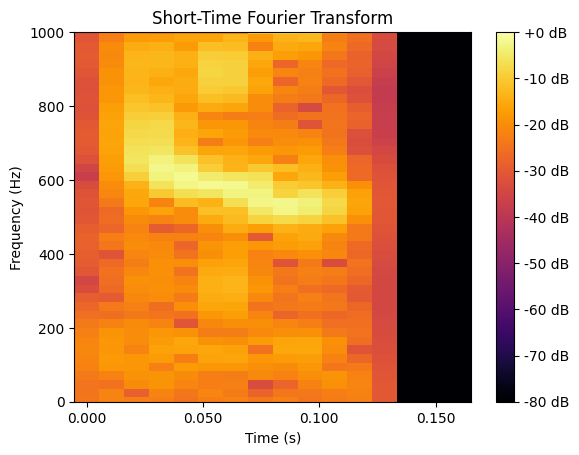 Short-Time Fourier Transform
1000
800
600
400
200
0
Frequency (Hz)
0.000
0.050
0.100
0.150
Time (s)
+0 dB
-10 dB
-20 dB
-30 dB
-40 dB
-50 dB
-60 dB
-70 dB
-80 dB